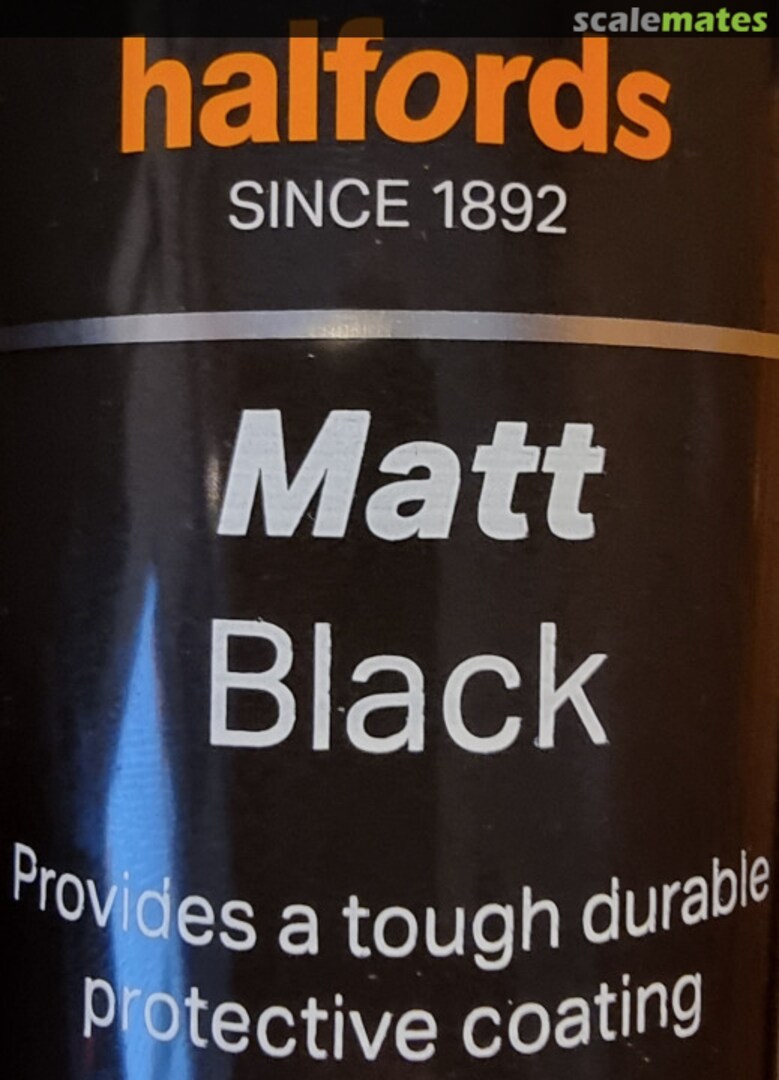 scalemates
halfords
SINCE 1892
Matt
Black
Provides a tough durable
protective coating